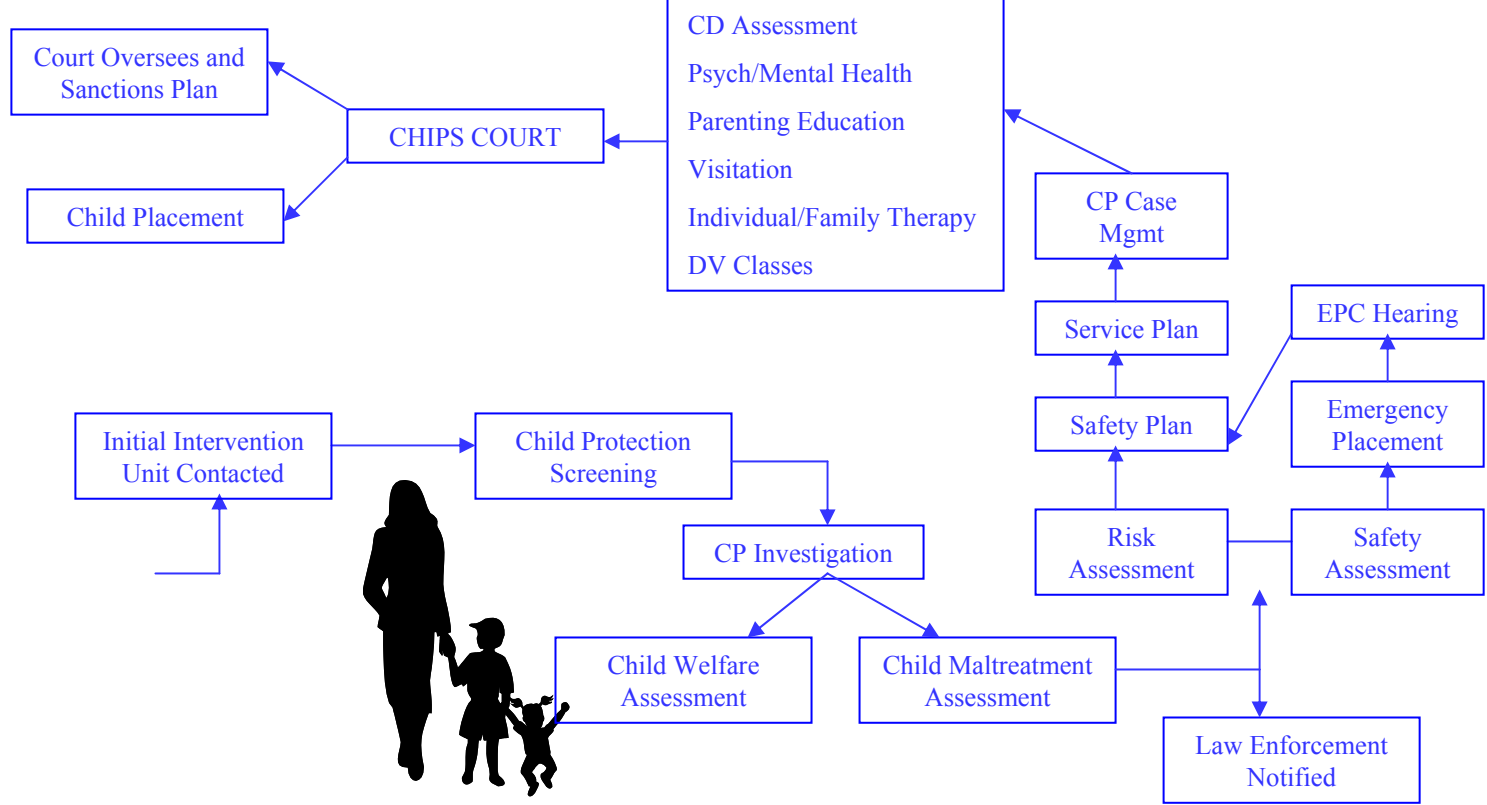 Court Oversees and
Sanctions Plan
CHIPS COURT
Child Placement
CD Assessment
Psych/Mental Health
Parenting Education
Visitation
Individual/Family Therapy
DV Classes
CP Case
Mgmt
Service Plan
EPC Hearing
Safety Plan
Emergency
Placement
Initial Intervention
Unit Contacted
Child Protection
Screening
CP Investigation
Risk
Assessment
Safety
Assessment
Child Welfare
Assessment
Child Maltreatment
Assessment
Law Enforcement
Notified